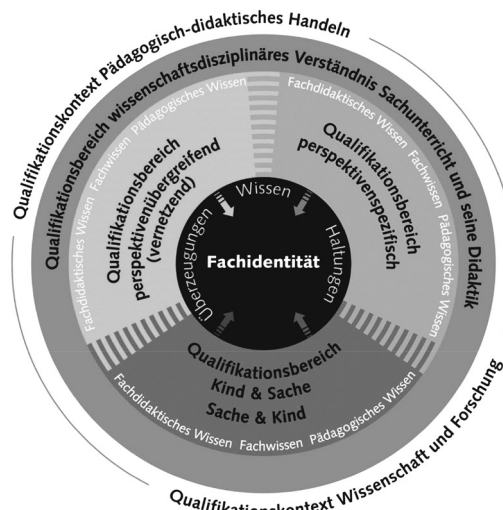 Qualifikationskontext Pädagogisch-didaktisches Handeln
Qualifikationsbereich wissenschaftsdisziplinäres Verständnis Sachunterricht und seine Didaktik
Fachdidaktisches Wissen Fachwissen Pädagogisches Wissen
Qualifikationsbereich
perspektivenübergreifend
(vernetzend)
Fachdidaktisches Wissen Fachwissen Pädagogisches Wissen
Qualifikationsbereich
perspektivenspezifisch
Überzeugungen
Wissen
Haltungen
Fachidentität
Qualifikationsbereich
Kind & Sache
Sache & Kind
Fachdidaktisches Wissen Fachwissen Pädagogisches Wissen
Qualifikationskontext Wissenschaft und Forschung